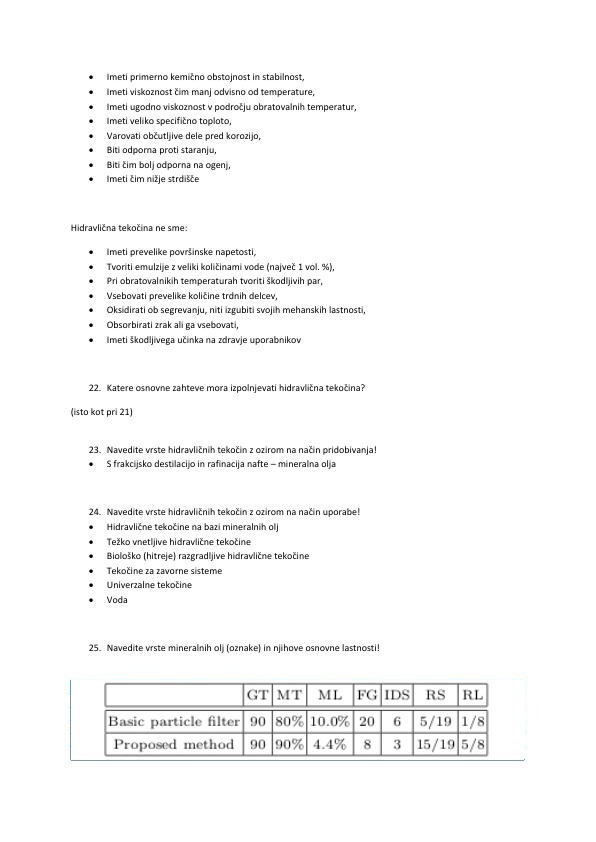 • Imeti primerno kemično obstojnost in stabilnost,
• Imeti viskoznost čim manj odvisno od temperature,
• Imeti ugodno viskoznost v področju obratovalnih temperatur,
• Imeti veliko specifično toploto,
• Varovati občutljive dele pred korozijo,
• Biti odporna proti staranju,
• Biti čim bolj odporna na ogenj,
• Imeti čim nižje strdišče
Hidravlična tekočina ne sme:
• Imeti prevelike površinske napetosti,
• Tvoriti emulzije z veliki količinami vode (največ 1 vol. %),
• Pri obratovalnikih temperaturah tvoriti škodljivih par,
• Vsebovati prevelike količine trdnih delcev,
• Oksidirati ob segrevanju, niti izgubiti svojih mehanskih lastnosti,
• Obsorbirati zrak ali ga vsebovati,
• Imeti škodljivega učinka na zdravje uporabnikov
22. Katere osnovne zahteve mora izpolnjevati hidravlična tekočina?
(isto kot pri 21)
23. Navedite vrste hidravličnih tekočin z ozirom na način pridobivanja!
• S frakcijsko destilacijo in rafinacija nafte – mineralna olja
24. Navedite vrste hidravličnih tekočin z ozirom na način uporabe!
• Hidravlične tekočine na bazi mineralnih olj
• Težko vnetljive hidravlične tekočine
• Biološko (hitreje) razgradljive hidravlične tekočine
• Tekočine za zavorne sisteme
• Univerzalne tekočine
• Voda
25. Navedite vrste mineralnih olj (oznake) in njihove osnovne lastnosti!
GT MT ML FG IDS RS RL
Basic particle filter 90 80% 10.0% 20 6 5/19 1/8
Proposed method 90 90% 4.4% 8 3 15/19 5/8